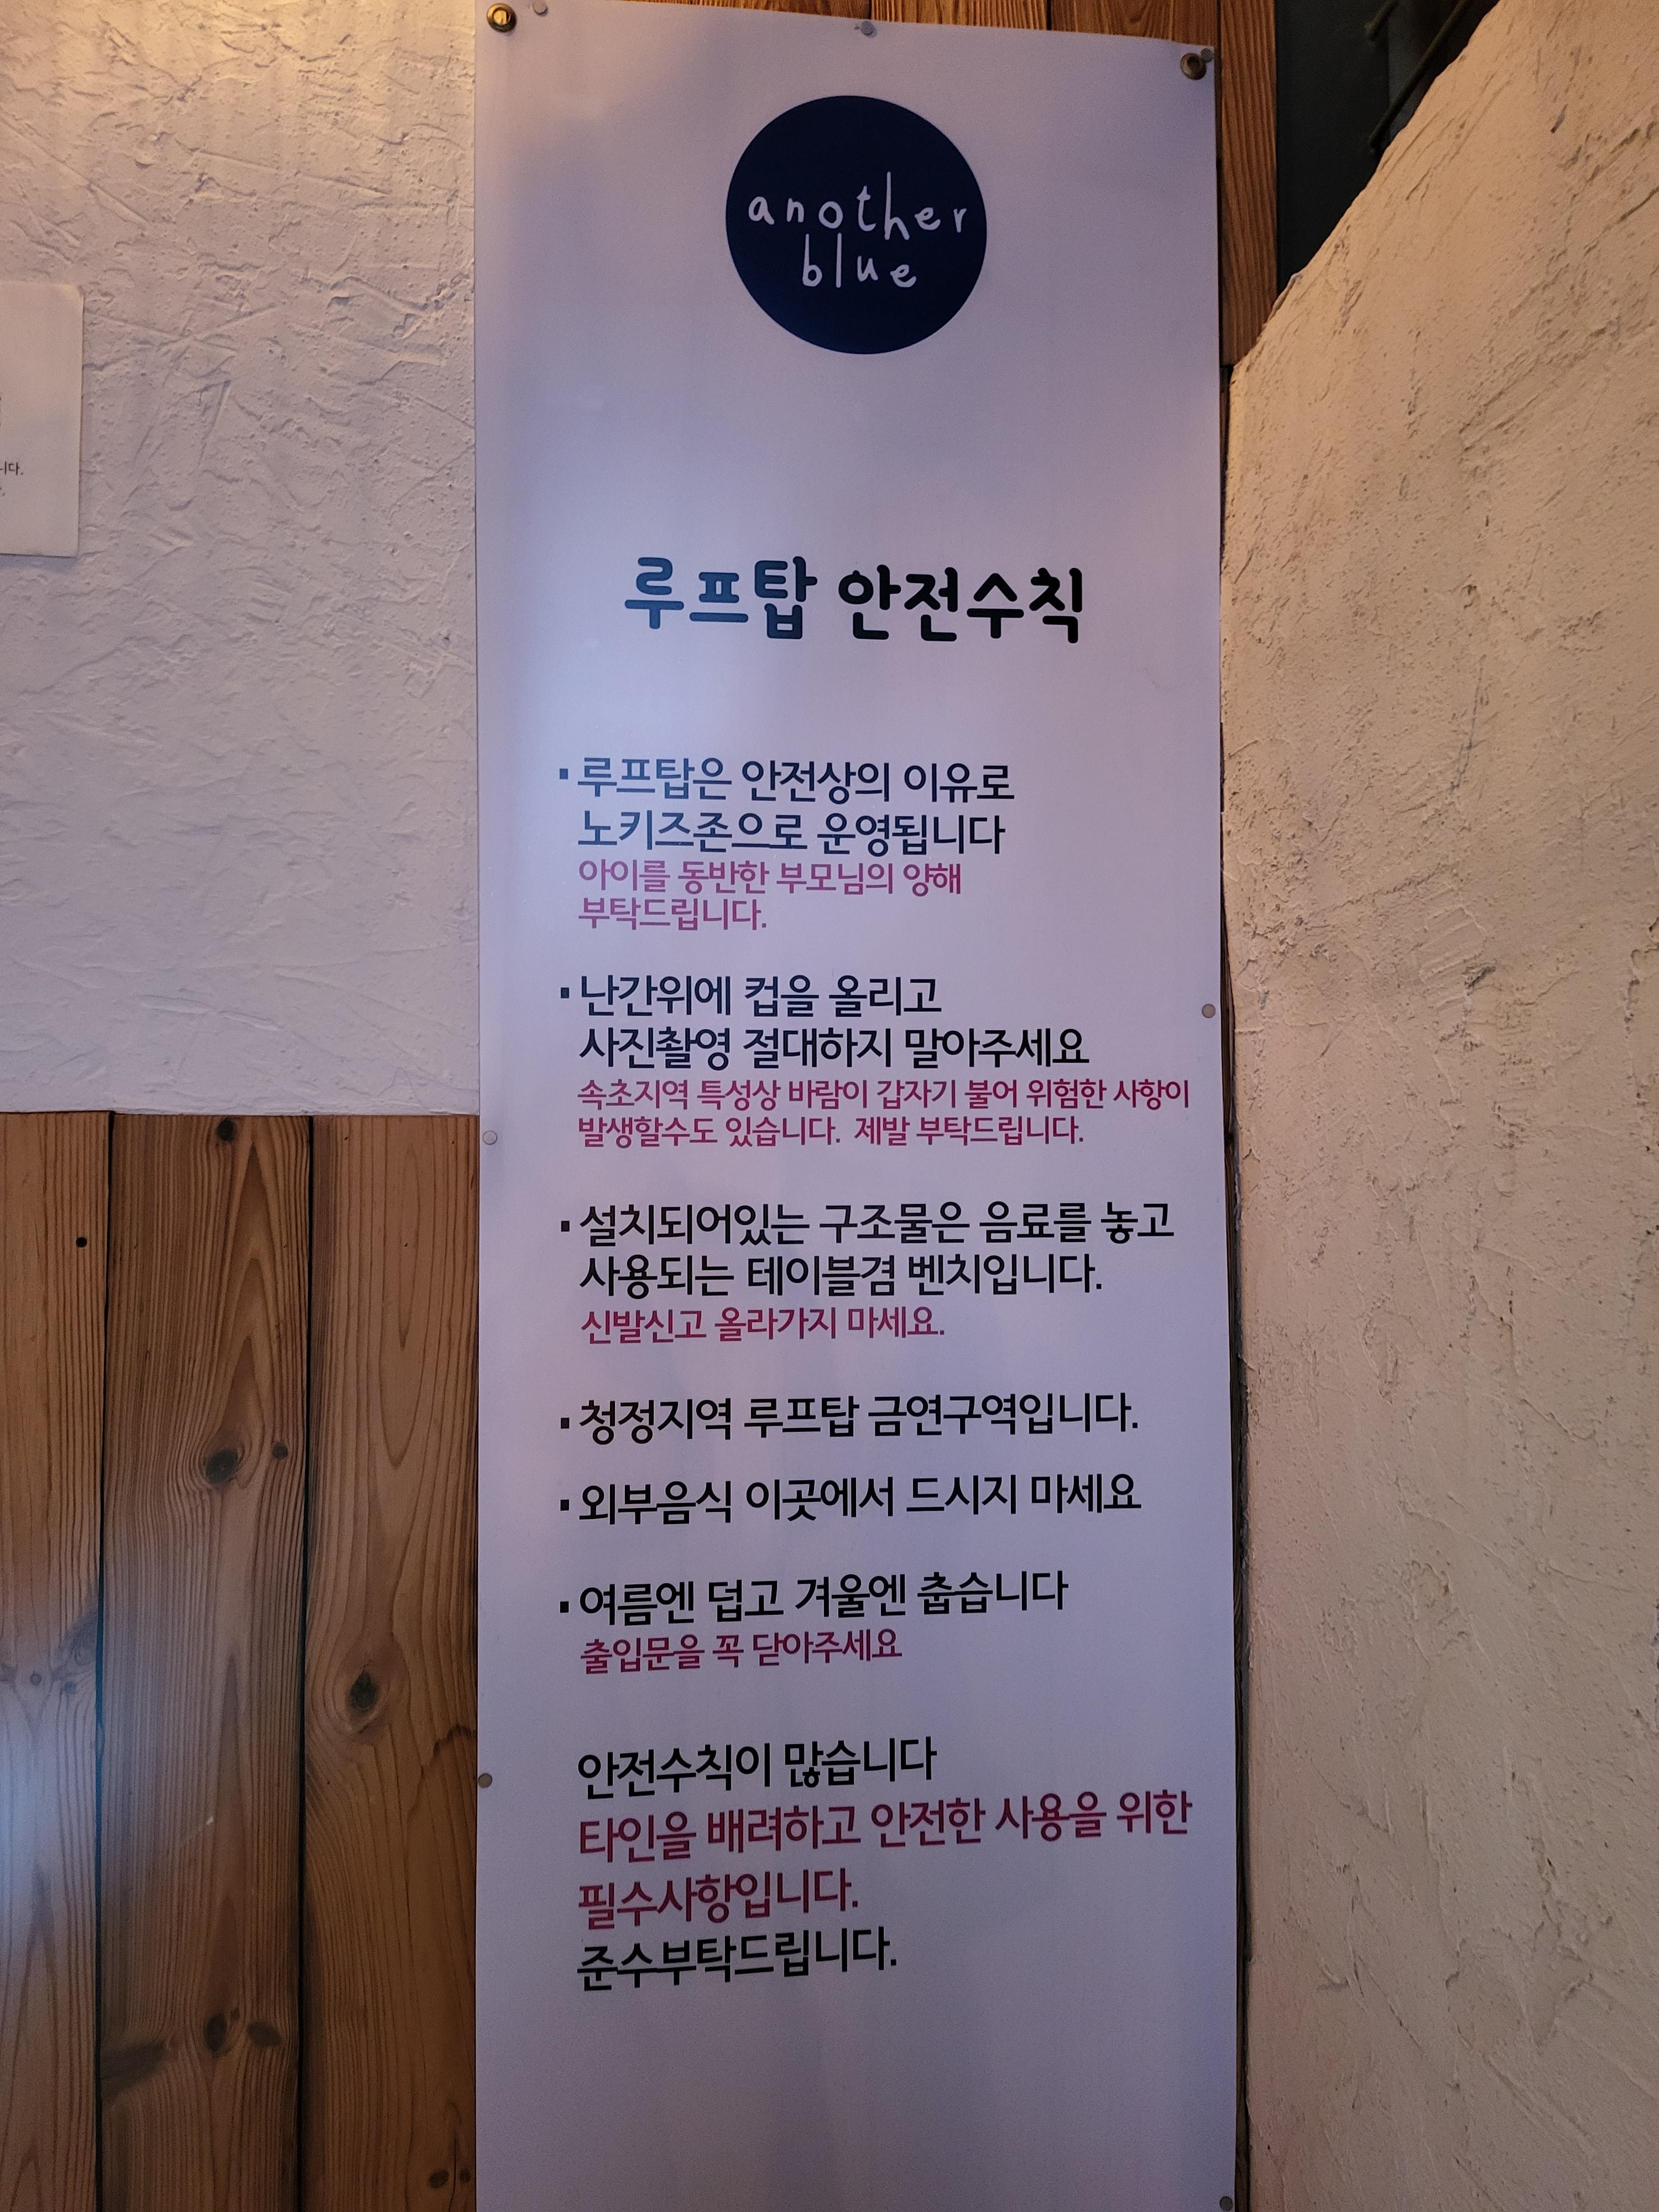 another
blue
루프탑 안전수칙
▪ 루프탑은 안전상의 이유로
노키즈존으로 운영됩니다
아이를 동반한 부모님의 양해
부탁드립니다.
▪ 난간위에 컵을 올리고
사진촬영 절대하지 말아주세요
속초지역 특성상 바람이 갑자기 불어 위험한 사항이
발생할수도 있습니다. 제발 부탁드립니다.
▪ 설치되어있는 구조물은 음료를 놓고
사용되는 테이블겸 벤치입니다.
신발신고 올라가지 마세요.
▪ 청정지역 루프탑 금연구역입니다.
▪ 외부음식 이곳에서 드시지 마세요
▪ 여름엔 덥고 겨울엔 춥습니다
출입문을 꼭 닫아주세요
안전수칙이 많습니다
타인을 배려하고 안전한 사용을 위한
필수사항입니다.
준수부탁드립니다.
니다.